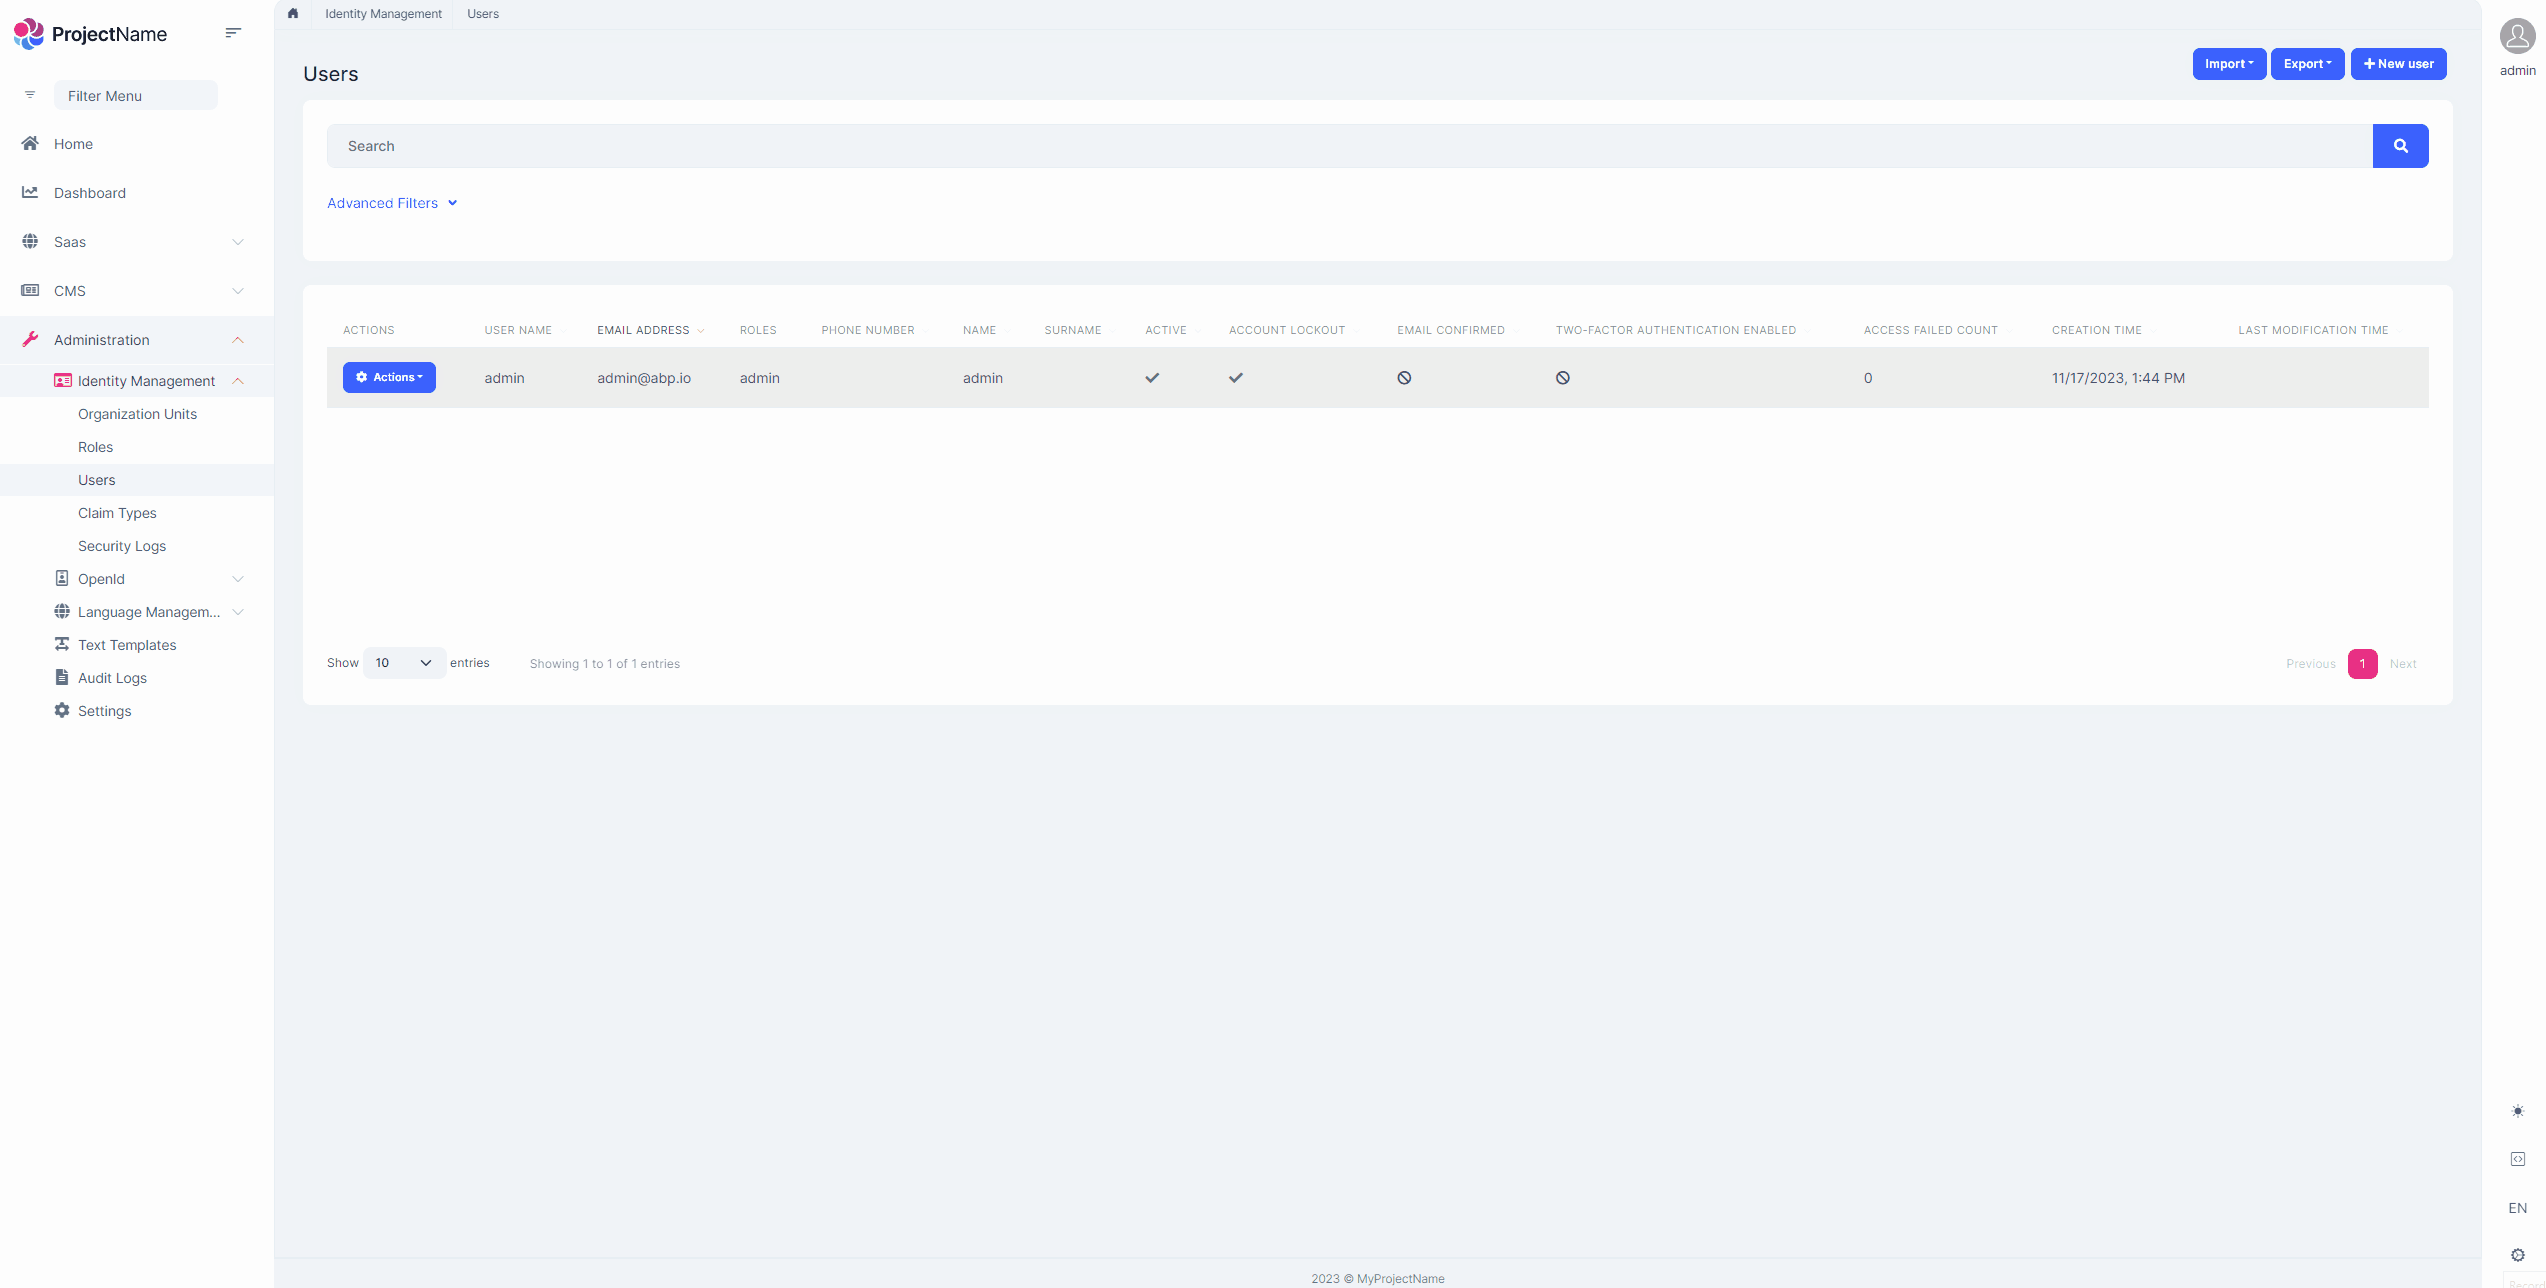 ProjectName
Filter Menu
Home
Dashboard
Saas
CMS
Administration
Identity Management
Organization Units
Roles
Users
Claim Types
Security Logs
OpenId
Language Managem...
Text Templates
Audit Logs
Settings
Identity Management Users
Users
Import Export New user
Search
Advanced Filters
ACTIONS USER NAME EMAIL ADDRESS ROLES PHONE NUMBER NAME SURNAME ACTIVE ACCOUNT LOCKOUT EMAIL CONFIRMED TWO-FACTOR AUTHENTICATION ENABLED ACCESS FAILED COUNT CREATION TIME LAST MODIFICATION TIME
Actions admin admin@abp.io admin admin 0 11/17/2023, 1:44 PM
Show 10 entries Showing 1 to 1 of 1 entries Previous 1 Next
2023 © MyProjectName
admin
EN